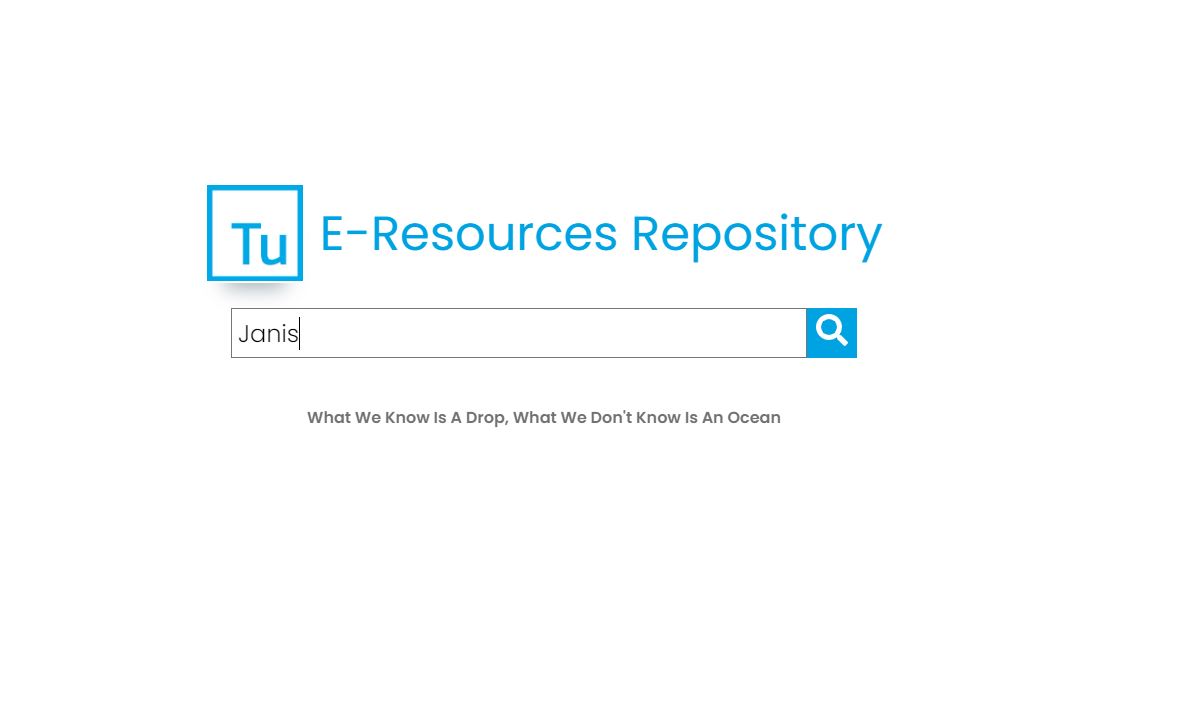 Tu
E-Resources Repository
Janis
What We Know Is A Drop, What We Don't Know Is An Ocean